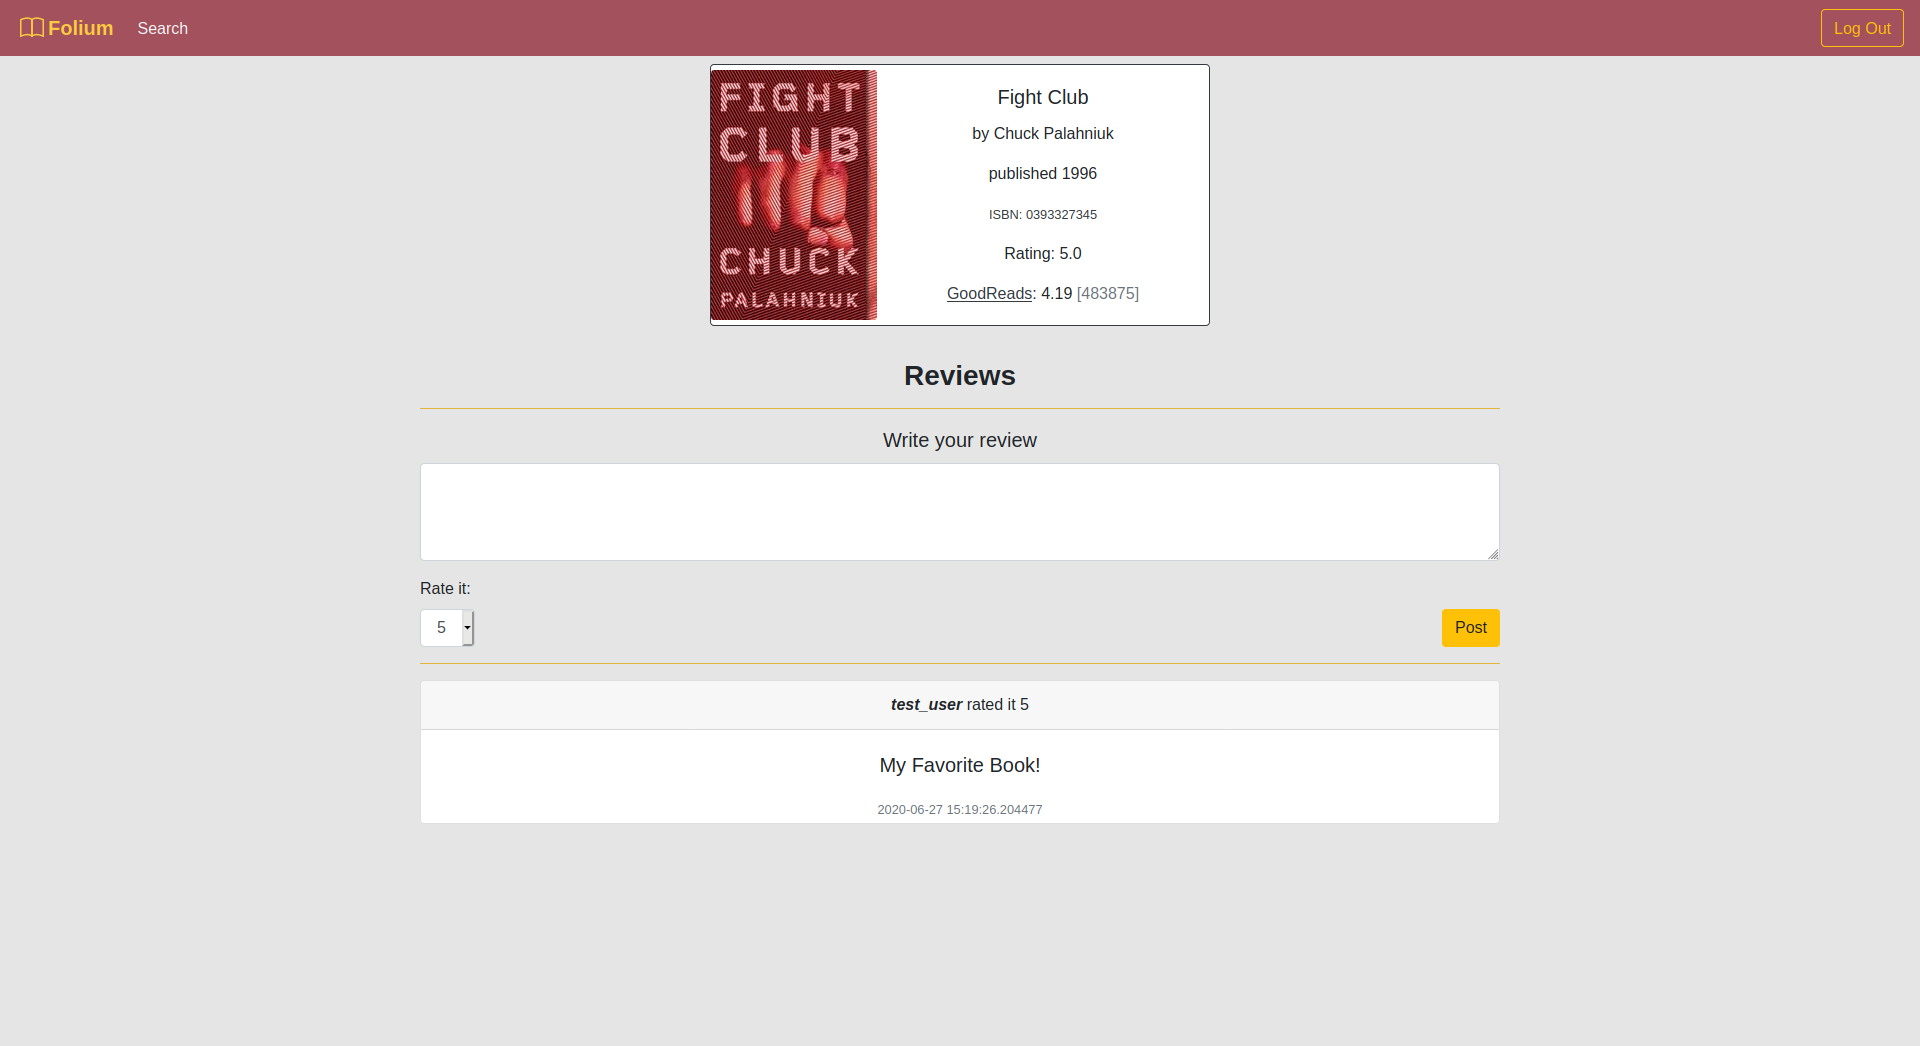 Folium
Search
Log Out
FIGHT
CLUB
CHUCK
PALAHNIUK
Fight Club
by Chuck Palahniuk
published 1996
ISBN: 0393327345
Rating: 5.0
GoodReads: 4.19 [483875]
Reviews
Write your review
Rate it:
5
Post
test_user rated it 5
My Favorite Book!
2020-06-27 15:19:26.204477